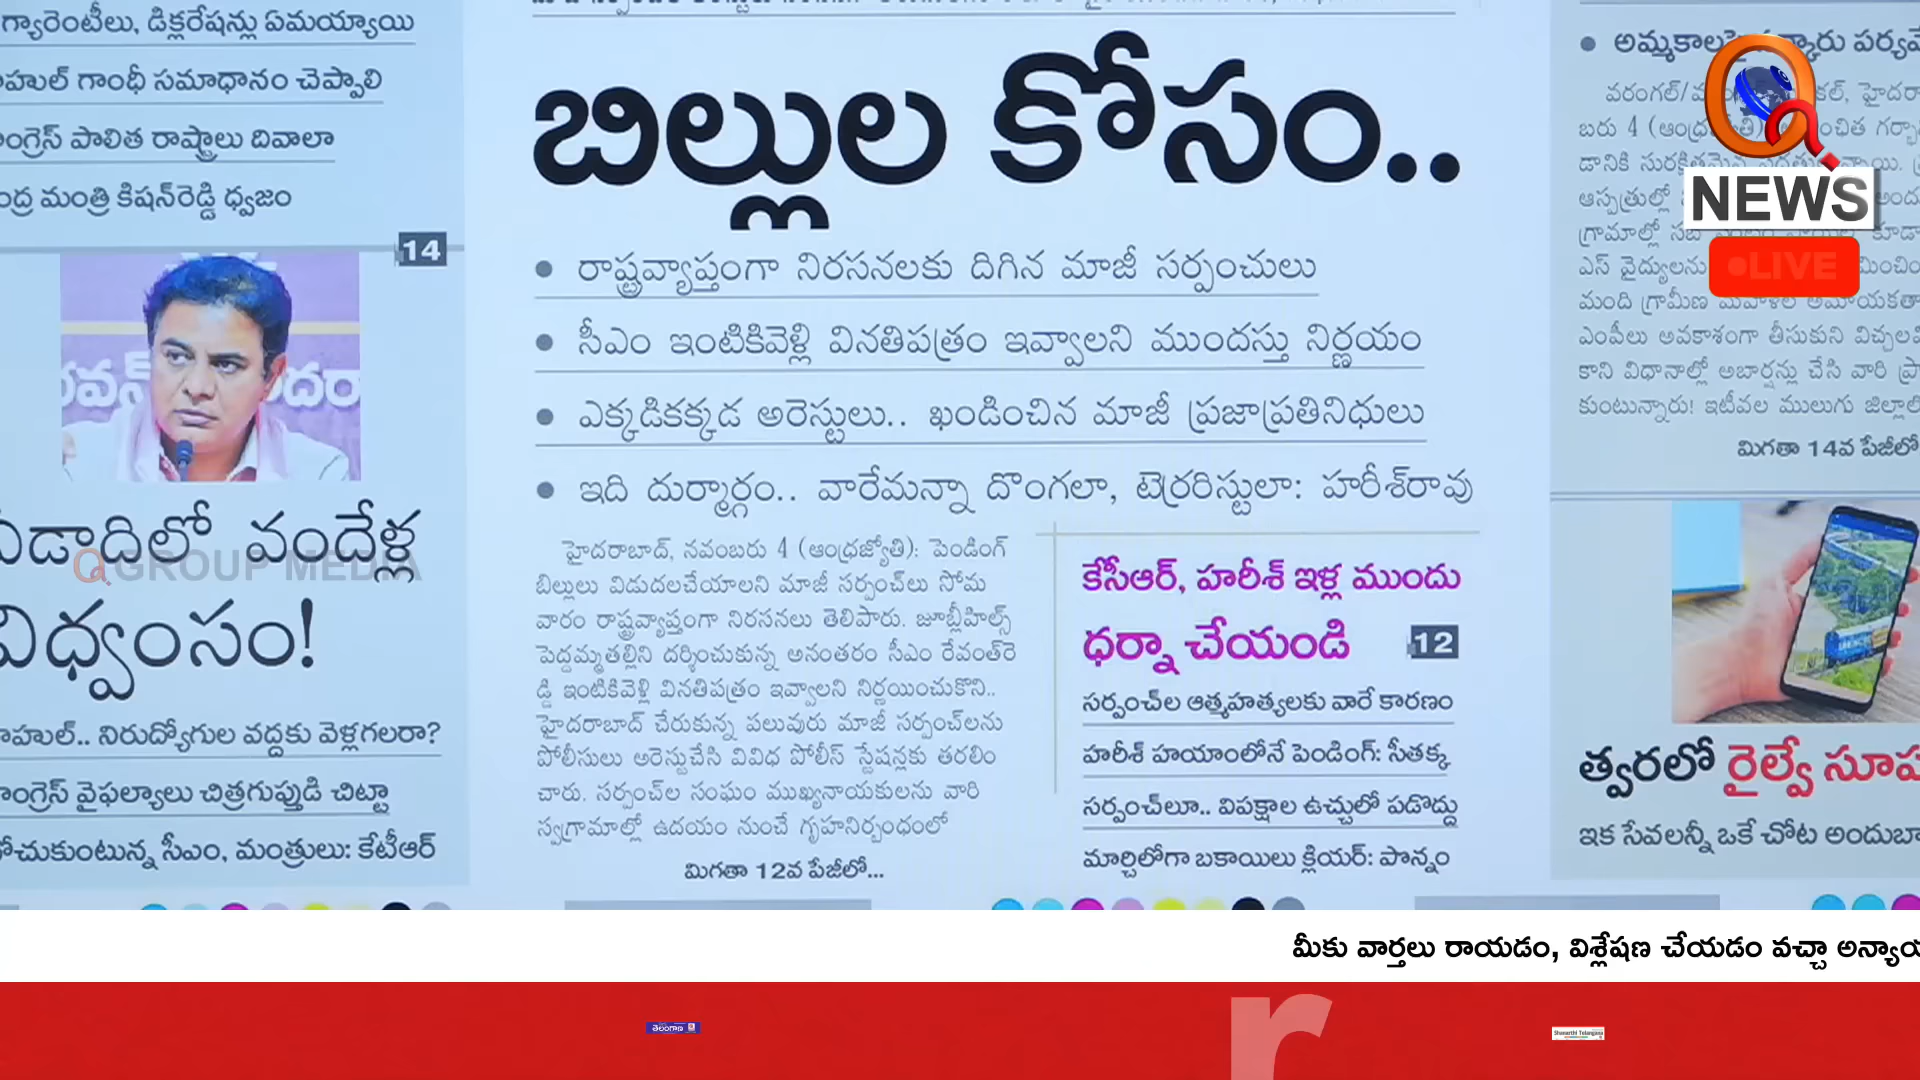 గ్యారెంటీలు, డిక్లరేషన్లు ఏమయ్యాయి
గాంధీ సమాధానం చెప్పాలి
పాలిత రాష్ట్రాలు దివాలా
మంత్రి కిషన్‌రెడ్డి ధ్వజం
14
వందేళ్ల
విధ్వంసం!
నిరుద్యోగుల వద్దకు వెళ్లగలరా?
వైఫల్యాలు చిత్రగుప్తుడి చిట్టా
సీఎం, మంత్రులు: కేటీఆర్
GROUP MEDIA
బిల్లుల కోసం..
• రాష్ట్రవ్యాప్తంగా నిరసనలకు దిగిన మాజీ సర్పంచులు
• సీఎం ఇంటికివెళ్లి వినతిపత్రం ఇవ్వాలని ముందస్తు నిర్ణయం
• ఎక్కడికక్కడ అరెస్టులు.. ఖండించిన మాజీ ప్రజాప్రతినిధులు
• ఇది దుర్మార్గం.. వారేమన్నా దొంగలా, టెర్రరిస్టులా: హరీశ్‌రావు
హైదరాబాద్, నవంబరు 4 (ఆంధ్రజ్యోతి): పెండింగ్
బిల్లులు విడుదలచేయాలని మాజీ సర్పంచ్‌లు సోమ
వారం రాష్ట్రవ్యాప్తంగా నిరసనలు తెలిపారు. జూబ్లీహిల్స్
పెద్దమ్మతల్లిని దర్శించుకున్న అనంతరం సీఎం రేవంత్‌రె
డ్డి ఇంటికివెళ్లి వినతిపత్రం ఇవ్వాలని నిర్ణయించుకొని..
హైదరాబాద్ చేరుకున్న పలువురు మాజీ సర్పంచ్‌లను
పోలీసులు అరెస్టుచేసి వివిధ పోలీస్ స్టేషన్లకు తరలిం
చారు. సర్పంచ్‌ల సంఘం ముఖ్యనాయకులను వారి
స్వగ్రామాల్లో ఉదయం నుంచే గృహనిర్బంధంలో
మిగతా 12వ పేజీలో...
కేసీఆర్, హరీశ్ ఇళ్ల ముందు
ధర్నా చేయండి 12
సర్పంచ్‌ల ఆత్మహత్యలకు వారే కారణం
హరీశ్ హయాంలోనే పెండింగ్: సీతక్క
సర్పంచ్‌లూ.. విపక్షాల ఉచ్చులో పడొద్దు
మార్చిలోగా బకాయిలు క్లియర్: పొన్నం
NEWS
LIVE
వరంగల్/
బరు 4
ఆస్పత్రుల్లో
గ్రామాల్లో
ఎస్ వైద్యులను
మంది గ్రామీణ
ఎంపీలు అవకాశంగా తీసుకుని
కాని విధానాల్లో అబార్షన్లు చేసి వారి
కుంటున్నారు! ఇటీవల ములుగు
మిగతా 14వ పేజీలో
త్వరలో రైల్వే
ఇక సేవలన్నీ ఒకే చోట
మీకు వార్తలు రాయడం, విశ్లేషణ చేయడం వచ్చా
తెలంగాణ
r